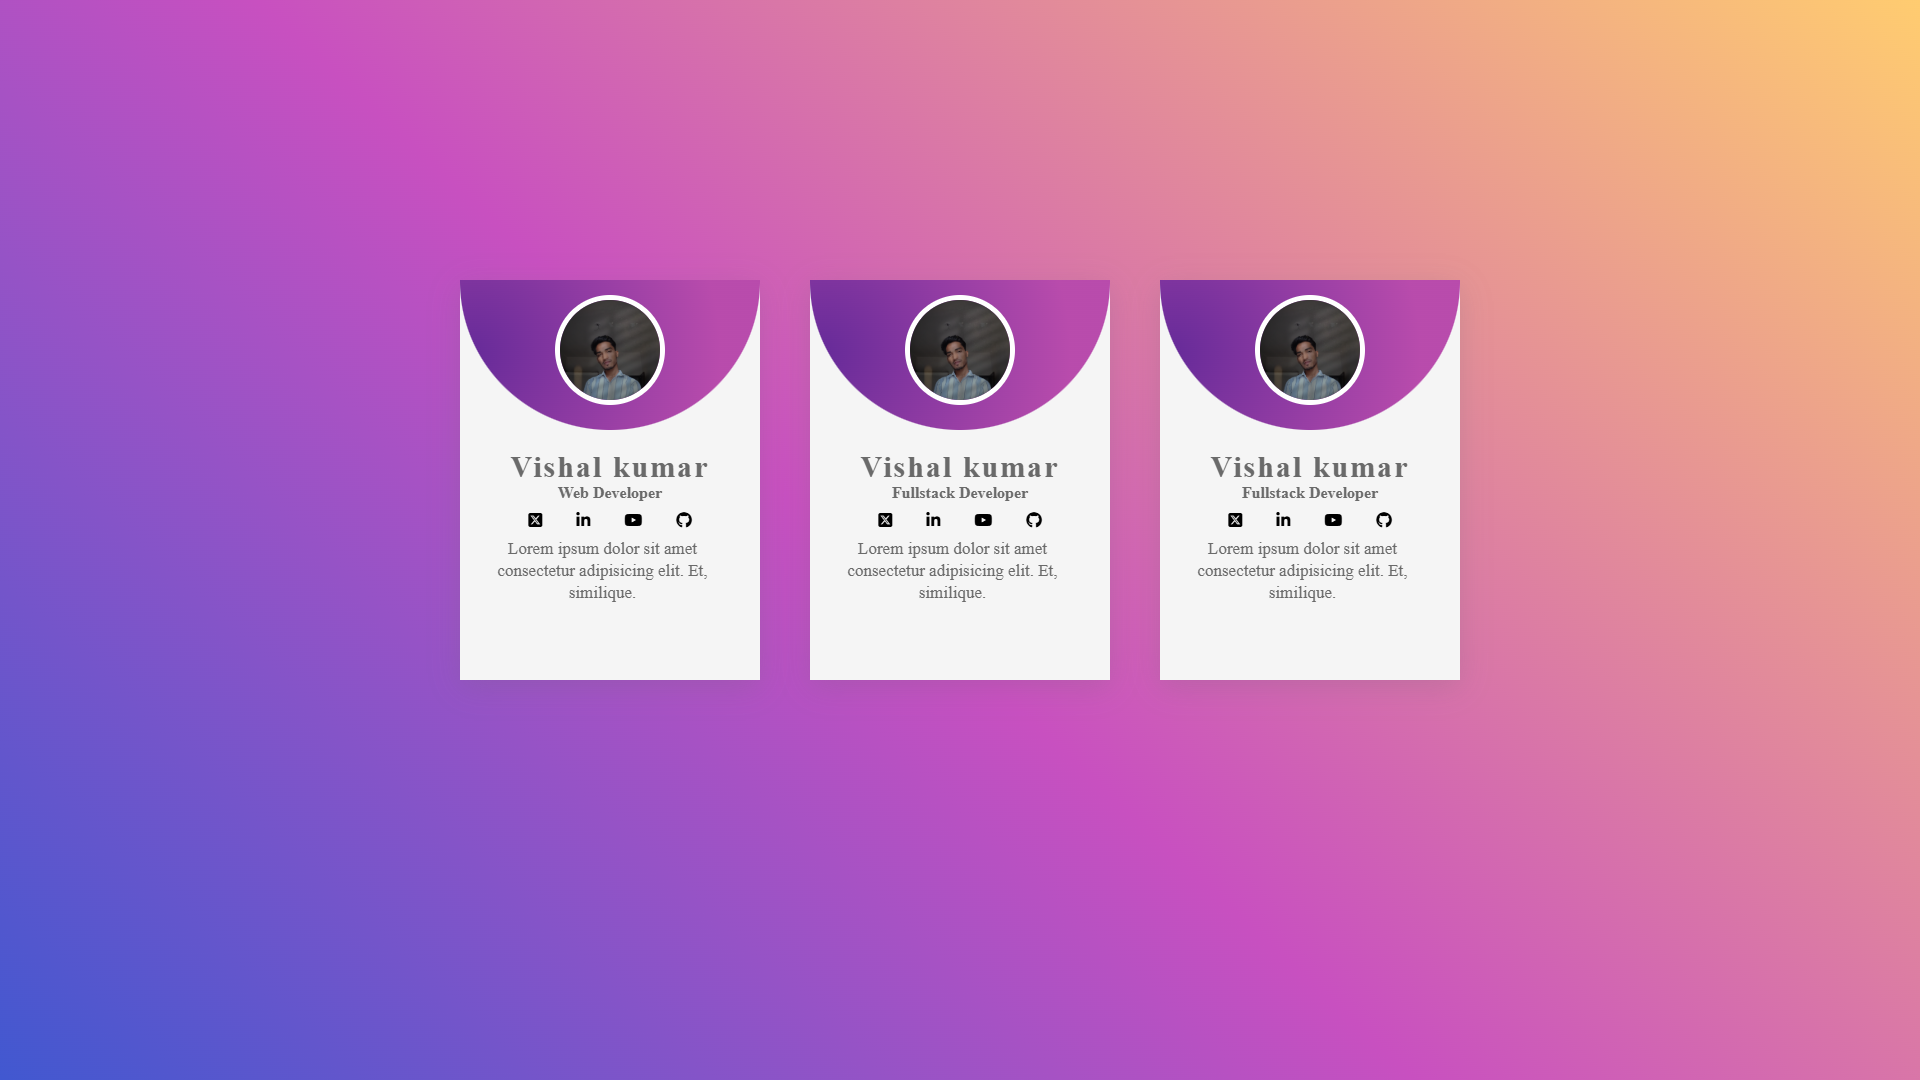 Vishal kumar
Web Developer
Lorem ipsum dolor sit amet
consectetur adipisicing elit. Et,
similique.
Vishal kumar
Fullstack Developer
Lorem ipsum dolor sit amet
consectetur adipisicing elit. Et,
similique.
Vishal kumar
Fullstack Developer
Lorem ipsum dolor sit amet
consectetur adipisicing elit. Et,
similique.